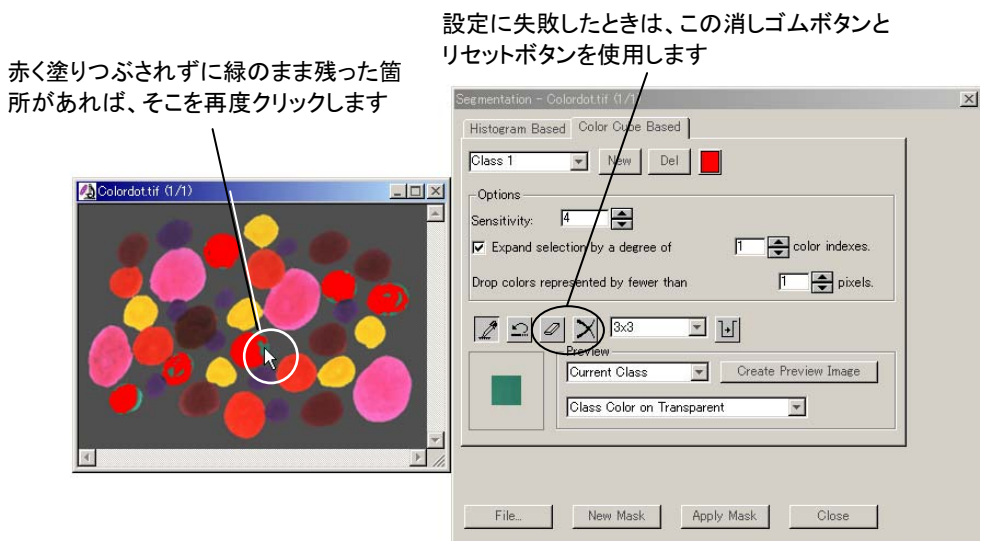 設定に失敗したときは、この消しゴムボタンと
リセットボタンを使用します
赤く塗りつぶされずに緑のまま残った箇
所があれば、そこを再度クリックします
Colordot.tif (1/1)
Segmentation - Colordot.tif (1/1)
Histogram Based Color Cube Based
Class 1 New Del
Options
Sensitivity: 4
Expand selection by a degree of 1 color indexes.
Drop colors represented by fewer than 1 pixels.
3x3
Preview
Current Class Create Preview Image
Class Color on Transparent
File... New Mask Apply Mask Close